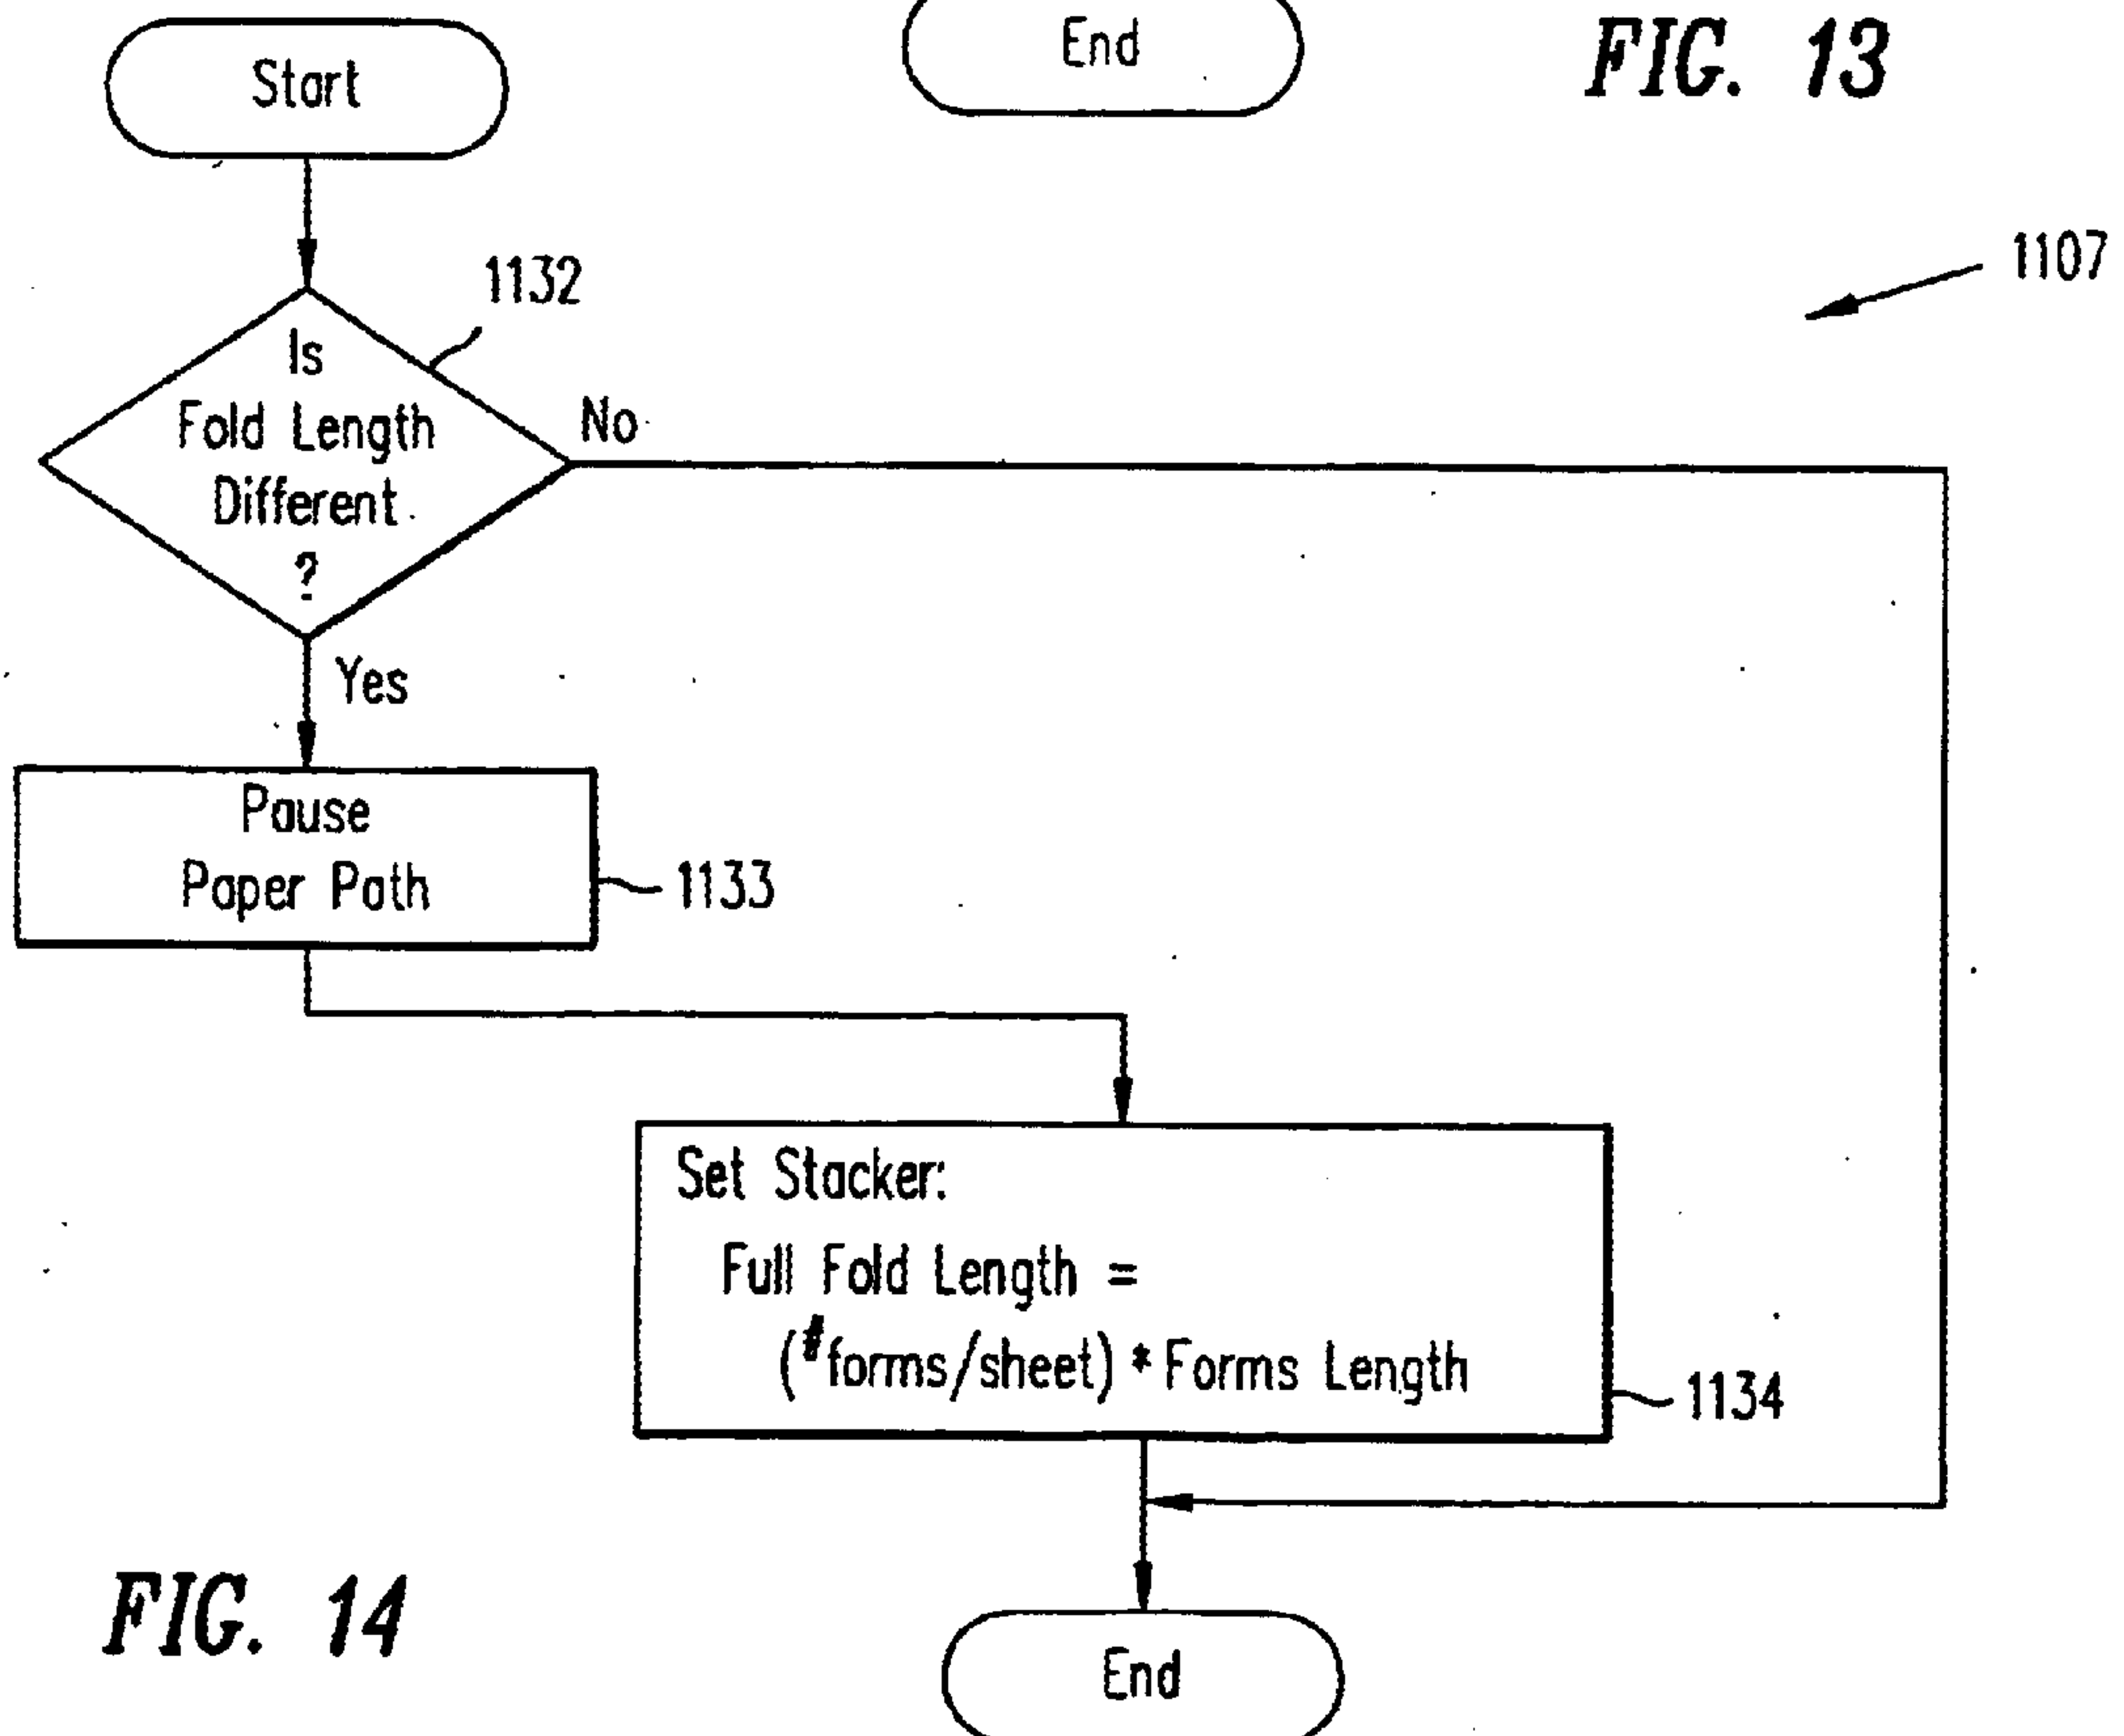 End
FIG. 13
Start
1107
1132
Is
Fold Length
Different
?
No
Yes
Pause
Paper Path
1133
Set Stacker:
Full Fold Length =
(#forms/sheet) * Forms Length
1134
FIG. 14
End